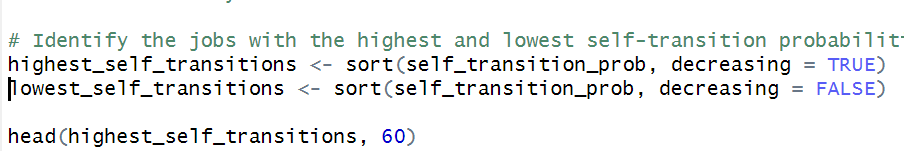 # Identify the jobs with the highest and lowest self-transition
highest_self_transitions <- sort(self_transition_prob, decreasing = TRUE)
lowest_self_transitions <- sort(self_transition_prob, decreasing = FALSE)
head(highest_self_transitions, 60)